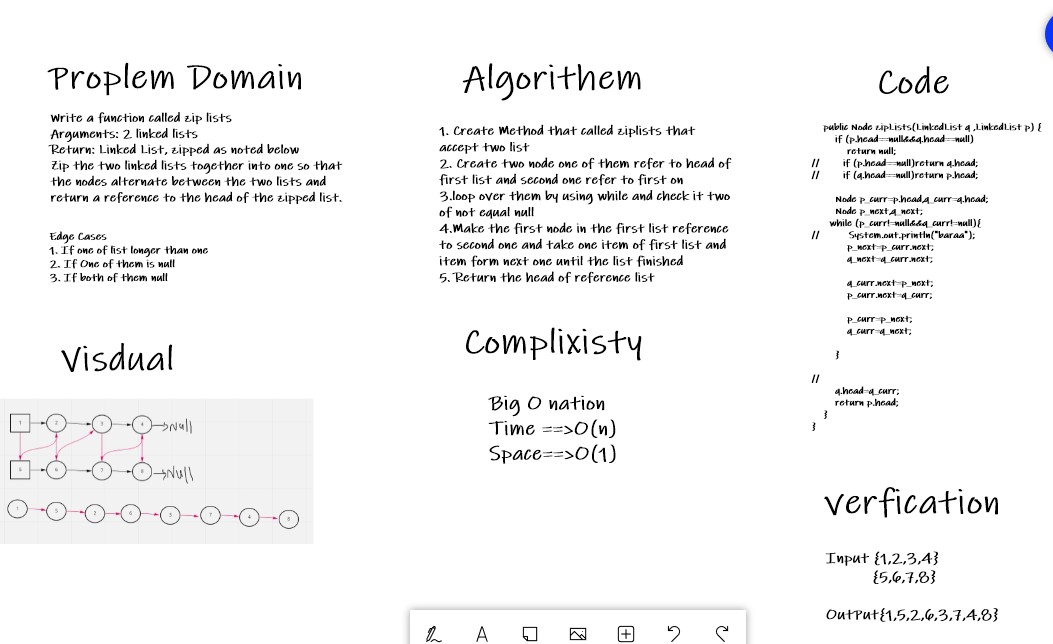 Proplem Domain
Write a function called zip lists
Arguments: 2 linked lists
Return: Linked List, zipped as noted below
Zip the two linked lists together into one so that
the nodes alternate between the two lists and
return a reference to the head of the zipped list.
Edge Cases
1. If one of list longer than one
2. If One of them is null
3. If both of them null
Visdual
1 2 3 4 Null
5 6 7 8 Null
1 5 2 6 3 7 4 8
Algorithem
1. Create Method that called ziplists that
accept two list
2. Create two node one of them refer to head of
first list and second one refer to first on
3.loop over them by using while and check it two
of not equal null
4.Make the first node in the first list reference
to second one and take one item of first list and
item form next one until the list finished
5. Return the head of reference list
Complixisty
Big O nation
Time ==>O(n)
Space==>O(1)
Code
public Node zipLists(LinkedList q ,LinkedList p) {
if (p.head==null&&q.head==null)
return null;
// if (p.head==null)return q.head;
// if (q.head==null)return p.head;
Node p_curr=p.head,q_curr=q.head;
Node p_next,q_next;
while (p_curr!=null&&q_curr!=null){
// System.out.println("baraa");
p_next=p_curr.next;
q_next=q_curr.next;
q_curr.next=p_next;
p_curr.next=q_curr;
p_curr=p_next;
q_curr=q_next;
}
//
q.head=q_curr;
return p.head;
}
}
verfication
Input {1,2,3,4}
{5,6,7,8}
OutPut{1,5,2,6,3,7,4,8}
A